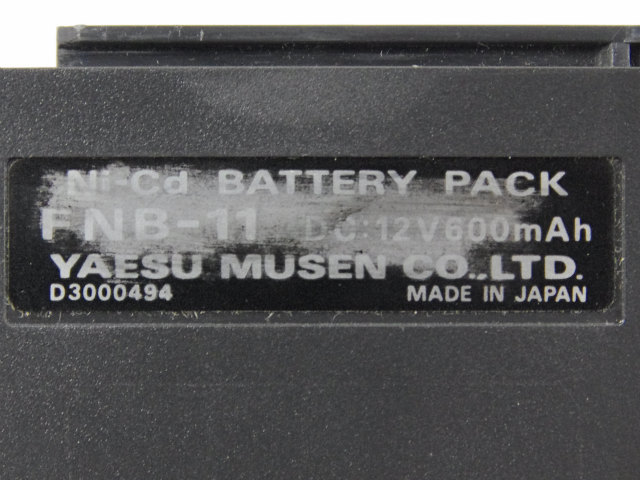 Ni-Cd BATTERY PACK
FNB-11 DC:12V600mAh
YAESU MUSEN CO.,LTD.
D3000494 MADE IN JAPAN